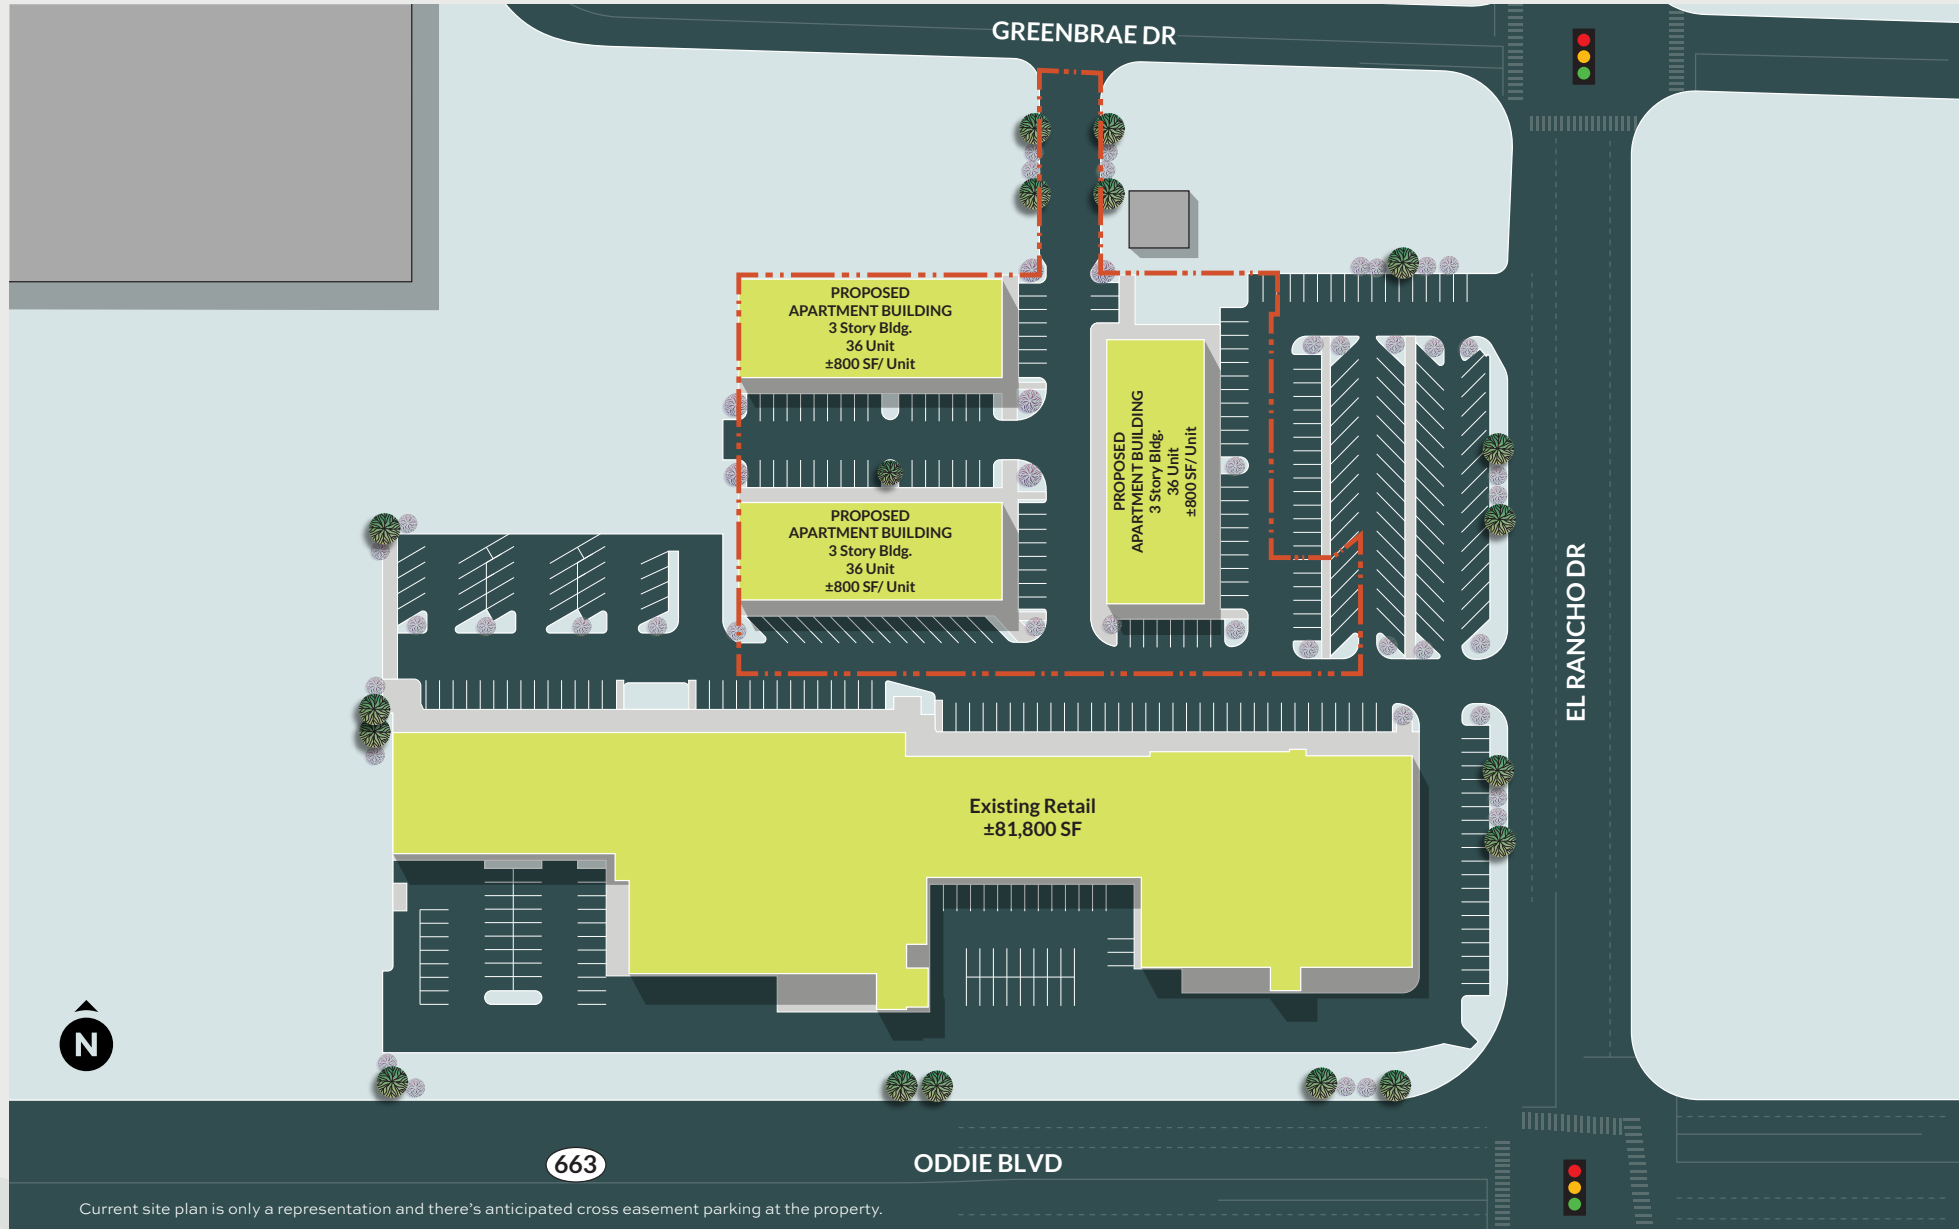 GREENBRAE DR
PROPOSED
APARTMENT BUILDING
3 Story Bldg.
36 Unit
±800 SF/ Unit
PROPOSED
APARTMENT BUILDING
3 Story Bldg.
36 Unit
±800 SF/ Unit
PROPOSED
APARTMENT BUILDING
3 Story Bldg.
36 Unit
±800 SF/ Unit
EL RANCHO DR
Existing Retail
±81,800 SF
N
663
ODDIE BLVD
Current site plan is only a representation and there's anticipated cross easement parking at the property.